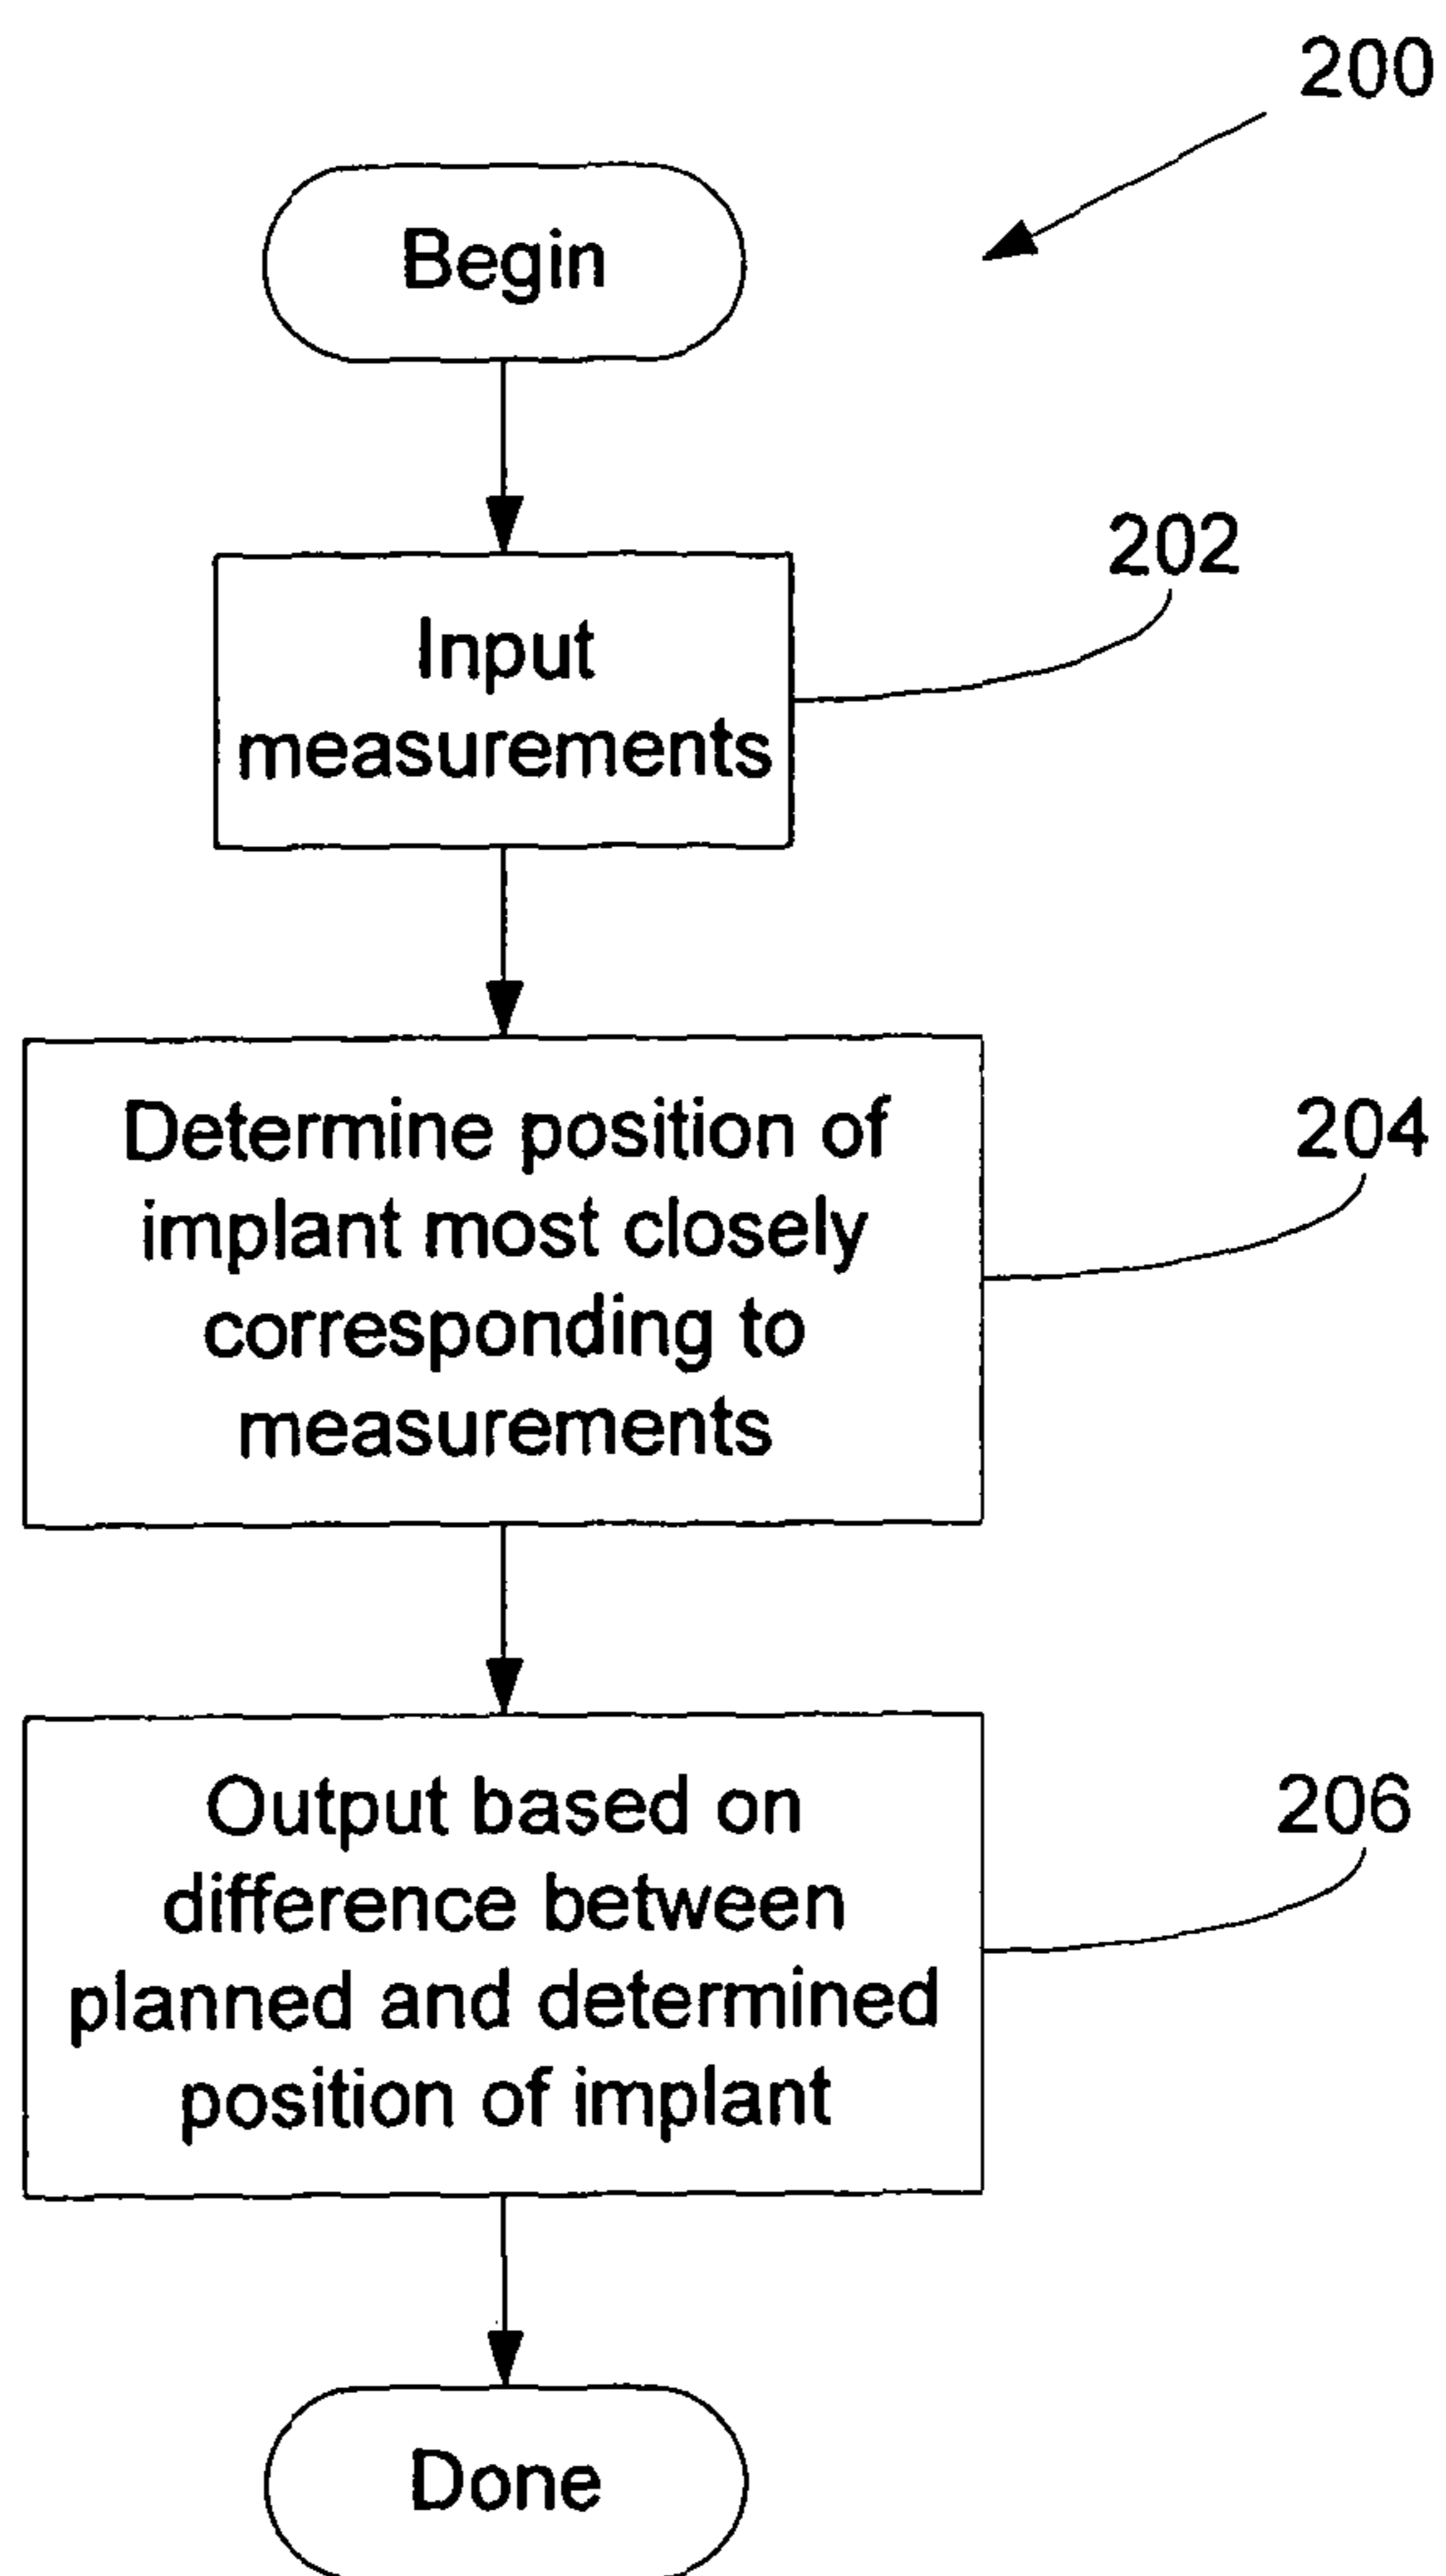 200
Begin
202
Input
measurements
204
Determine position of
implant most closely
corresponding to
measurements
206
Output based on
difference between
planned and determined
position of implant
Done